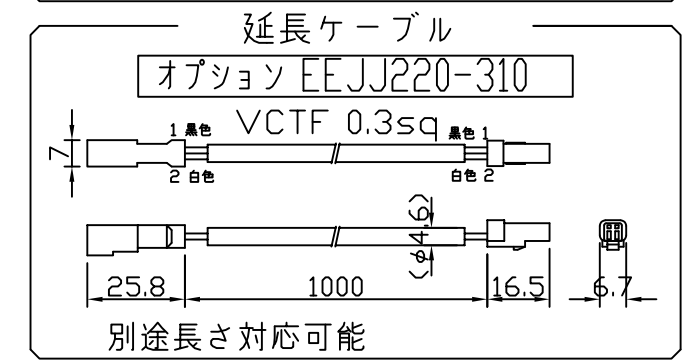 延長ケーブル
オプション EEJJ220-310
VCTF 0.3sq
1 黒色
黒色 1
7
2 白色
白色 2
(φ4.6)
25.8
1000
16.5
6.7
別途長さ対応可能